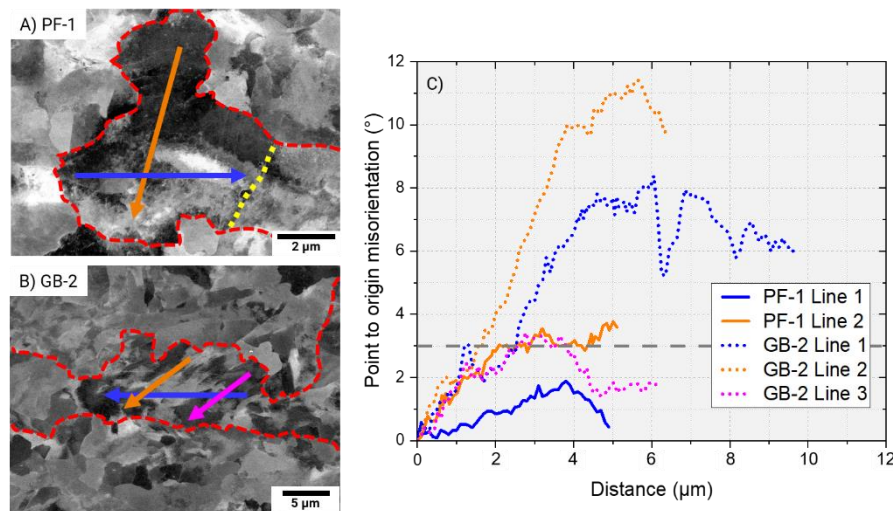 A) PF-1
2 µm
B) GB-2
5 µm
C)
Point to origin misorientation (°)
12
10
8
6
4
2
0
0 2 4 6 8 10 12
Distance (µm)
PF-1 Line 1
PF-1 Line 2
GB-2 Line 1
GB-2 Line 2
GB-2 Line 3